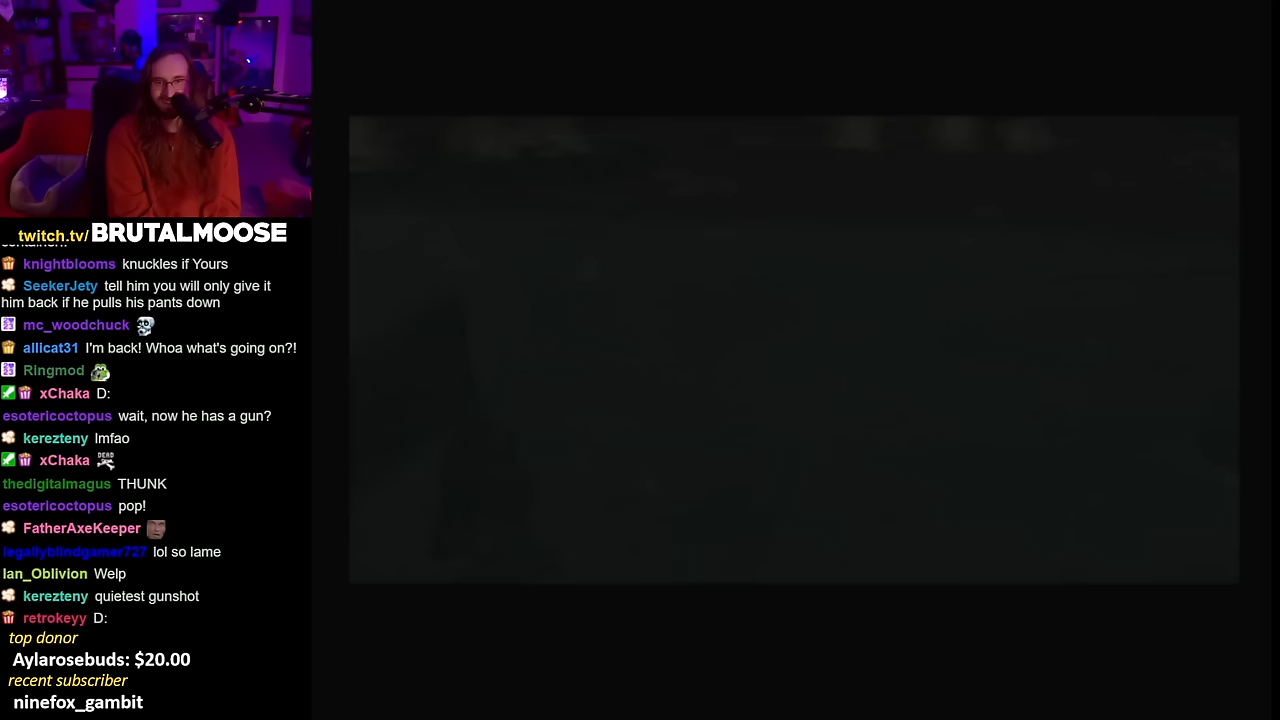 twitch.tv/BRUTALMOOSE
knightblooms knuckles if Yours
SeekerJety tell him you will only give it
him back if he pulls his pants down
mc_woodchuck
allicat31 I'm back! Whoa what's going on?!
Ringmod
xChaka D:
esotericoctopus wait, now he has a gun?
kerezteny lmfao
xChaka DEAD
thedigitalmagus THUNK
esotericoctopus pop!
FatherAxeKeeper
legallyblindgamer727 lol so lame
Ian_Oblivion Welp
kerezteny quietest gunshot
retrokeyy D:
top donor
Aylarosebuds: $20.00
recent subscriber
ninefox_gambit